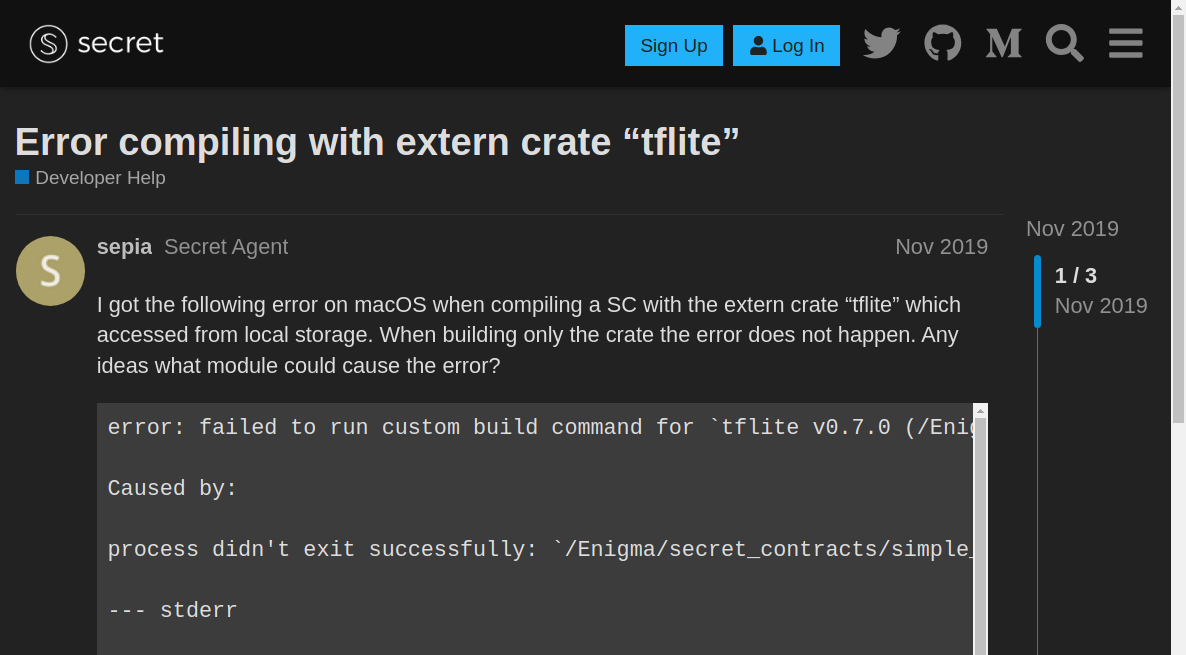 secret
Sign Up
Log In
Error compiling with extern crate “tflite”
Developer Help
sepia Secret Agent
Nov 2019
I got the following error on macOS when compiling a SC with the extern crate “tflite” which
accessed from local storage. When building only the crate the error does not happen. Any
ideas what module could cause the error?
error: failed to run custom build command for `tflite v0.7.0 (/Enig
Caused by:
process didn't exit successfully: `/Enigma/secret_contracts/simple_
--- stderr
Nov 2019
1 / 3
Nov 2019